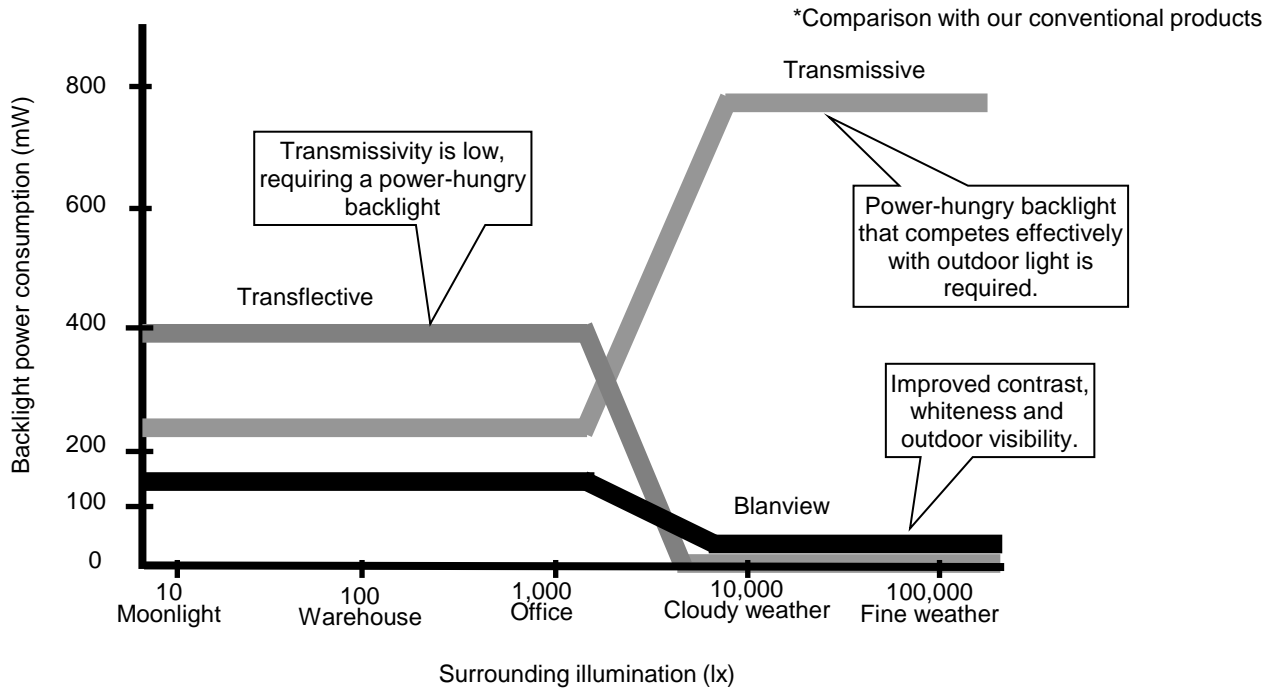 *Comparison with our conventional products
Backlight power consumption (mW)
800
600
400
200
100
0
Transmissive
Transmissivity is low,
requiring a power-hungry
backlight
Power-hungry backlight
that competes effectively
with outdoor light is
required.
Transflective
Improved contrast,
whiteness and
outdoor visibility.
Blanview
10
Moonlight
100
Warehouse
1,000
Office
10,000
Cloudy weather
100,000
Fine weather
Surrounding illumination (lx)